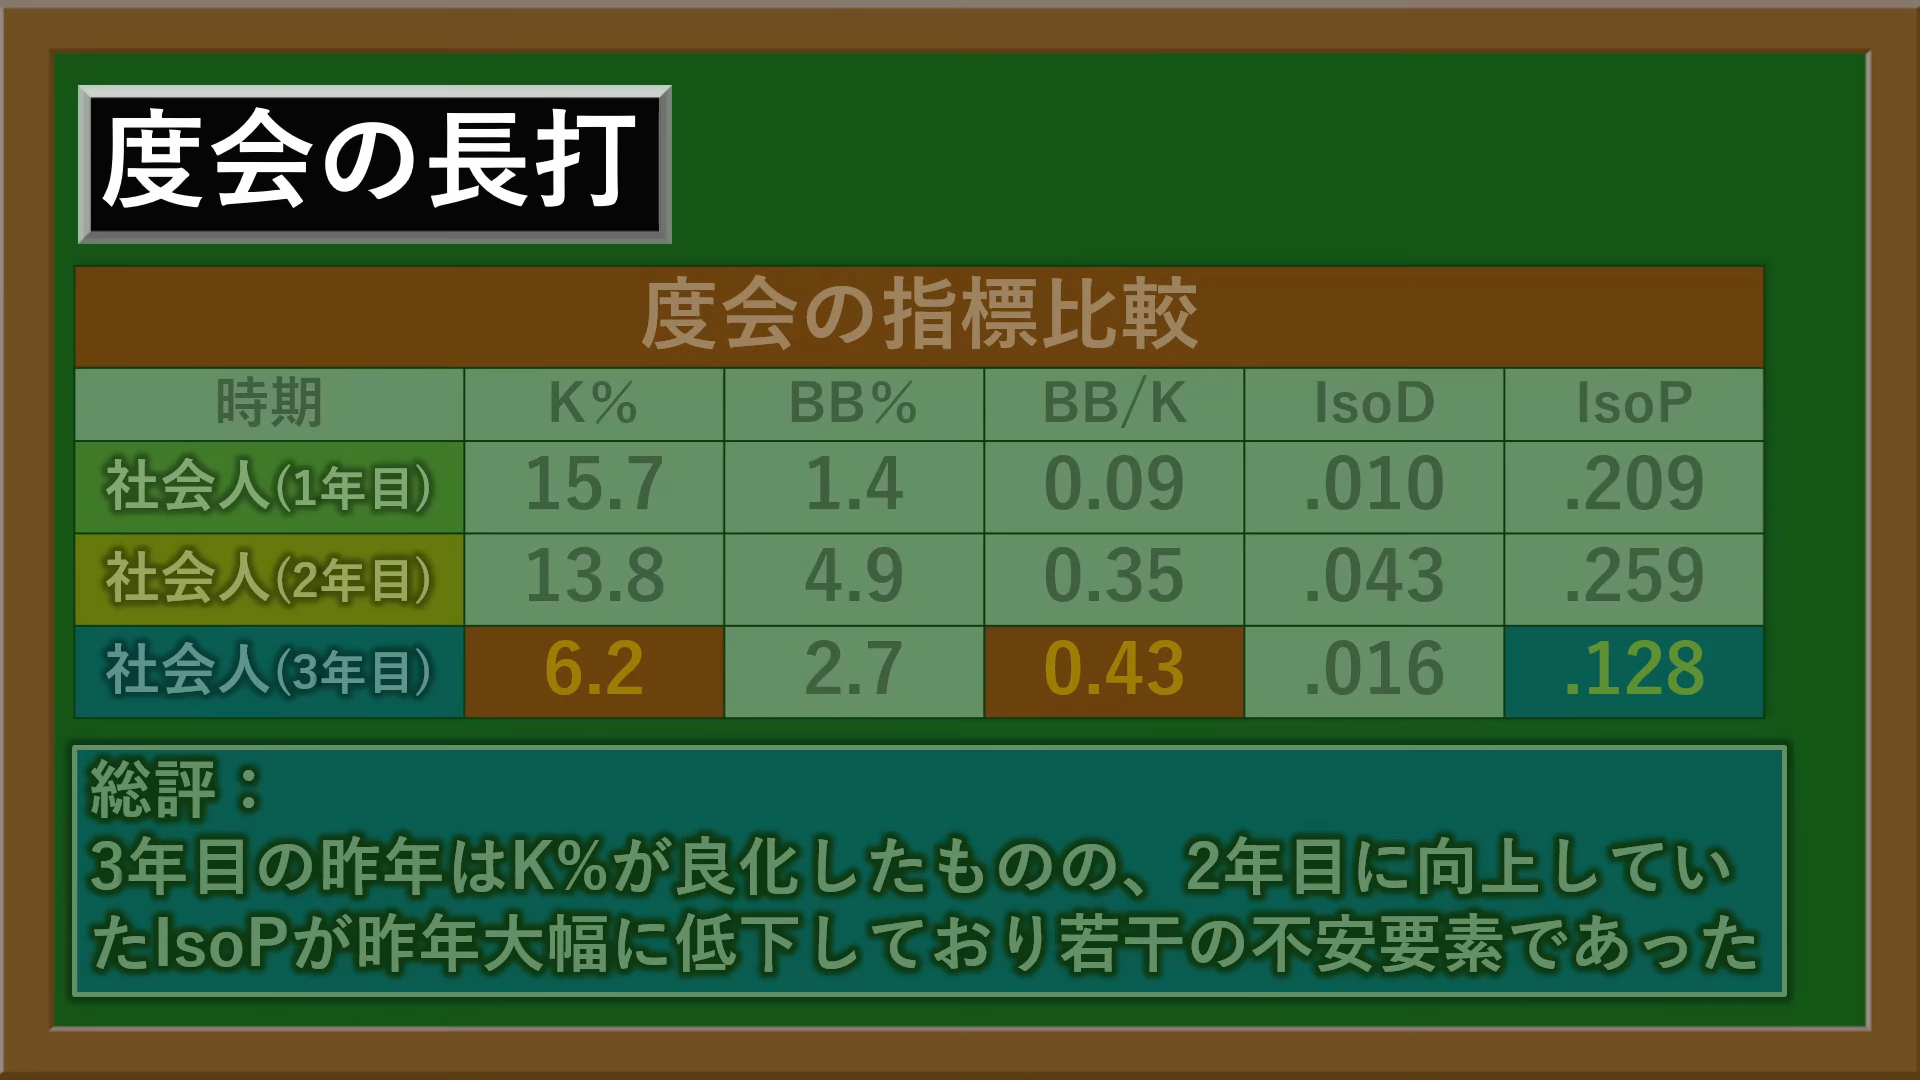 度会の長打
度会の指標比較
時期 K% BB% BB/K IsoD IsoP
社会人(1年目) 15.7 1.4 0.09 .010 .209
社会人(2年目) 13.8 4.9 0.35 .043 .259
社会人(3年目) 6.2 2.7 0.43 .016 .128
総評：
3年目の昨年はK%が良化したものの、2年目に向上してい
たIsoPが昨年大幅に低下しており若干の不安要素であった